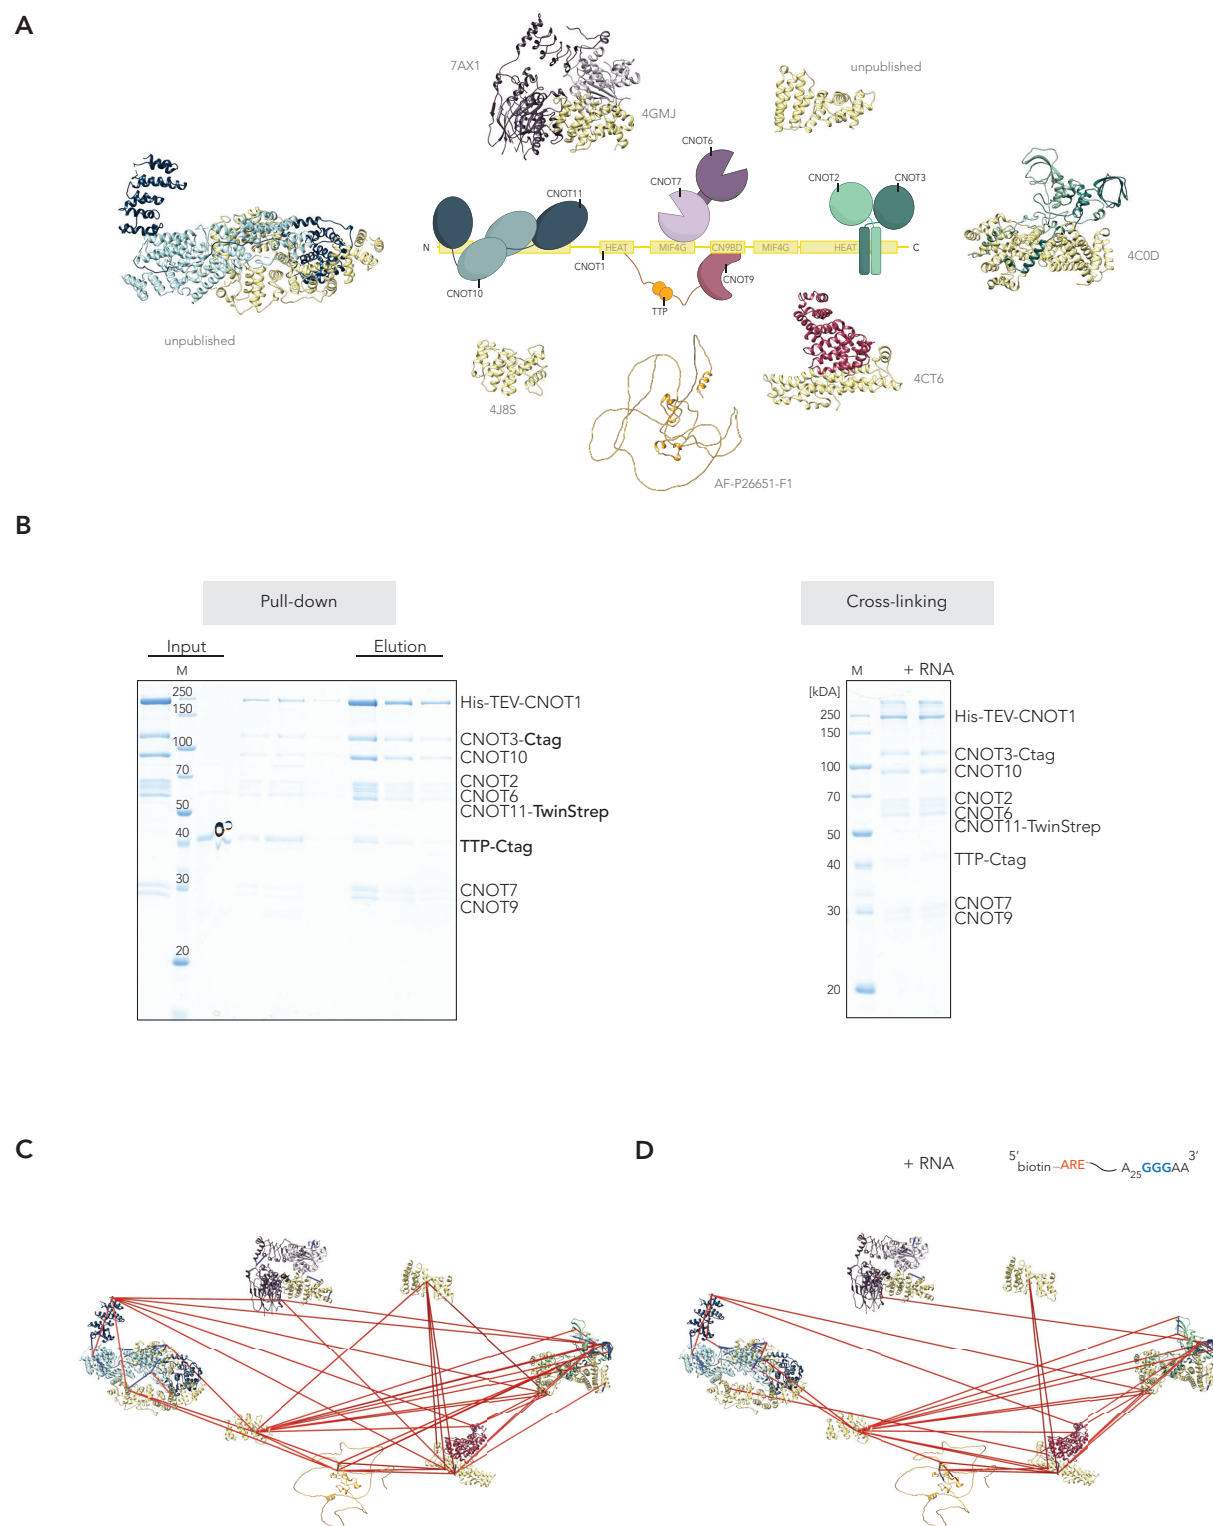 A
7AX1
4GMJ
unpublished
CNOT6
CNOT7
CNOT11
CNOT2
CNOT3
N
HEAT
MIF4G
CN9BD
MIF4G
HEAT
C
CNOT1
CNOT10
CNOT9
TTP
4C0D
unpublished
4J8S
4CT6
AF-P26651-F1
B
Pull-down
Cross-linking
Input
Elution
M
250
150
100
70
50
40
30
20
His-TEV-CNOT1
CNOT3-Ctag
CNOT10
CNOT2
CNOT6
CNOT11-TwinStrep
TTP-Ctag
CNOT7
CNOT9
M
+ RNA
[kDA]
250
150
100
70
50
40
30
20
His-TEV-CNOT1
CNOT3-Ctag
CNOT10
CNOT2
CNOT6
CNOT11-TwinStrep
TTP-Ctag
CNOT7
CNOT9
C
D
+ RNA
5' biotin ARE A25GGGAA 3'